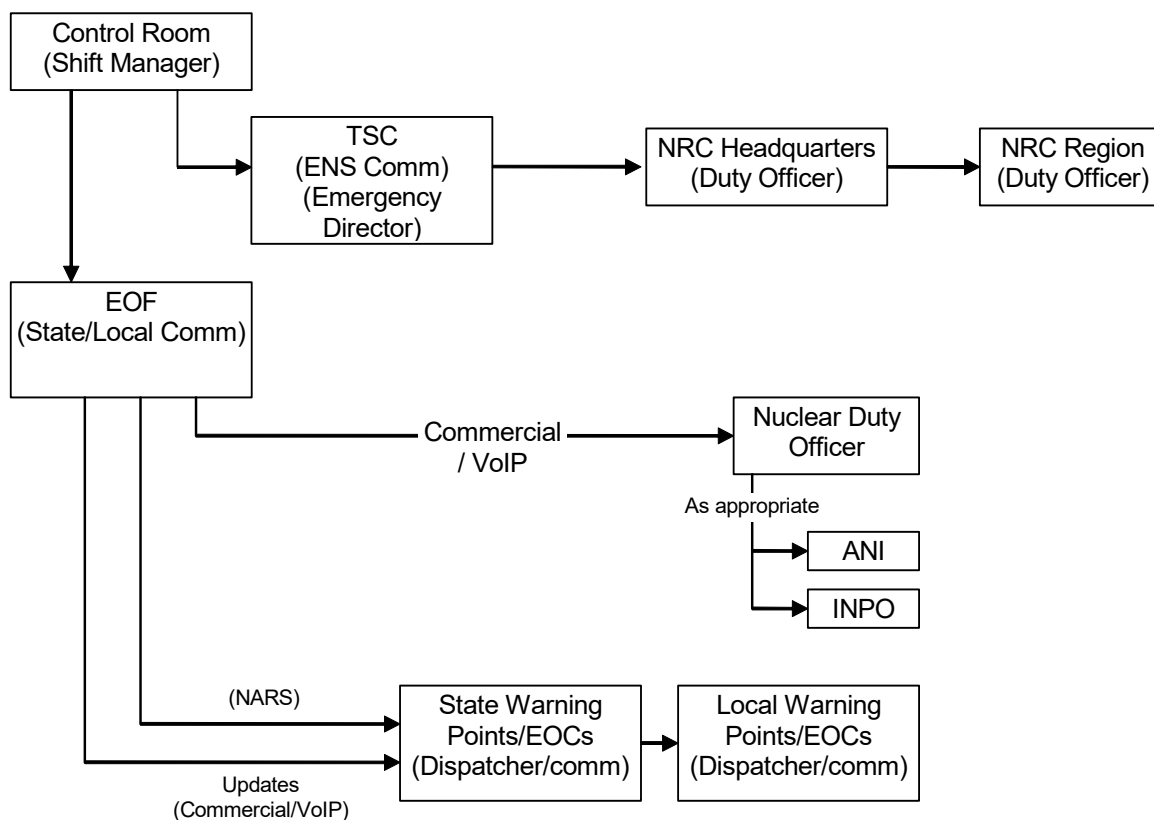 Control Room
(Shift Manager)
TSC
(ENS Comm)
(Emergency
Director)
NRC Headquarters
(Duty Officer)
NRC Region
(Duty Officer)
EOF
(State/Local Comm)
Commercial
/ VoIP
Nuclear Duty
Officer
As appropriate
ANI
INPO
(NARS)
Updates
(Commercial/VoIP)
State Warning
Points/EOCs
(Dispatcher/comm)
Local Warning
Points/EOCs
(Dispatcher/comm)